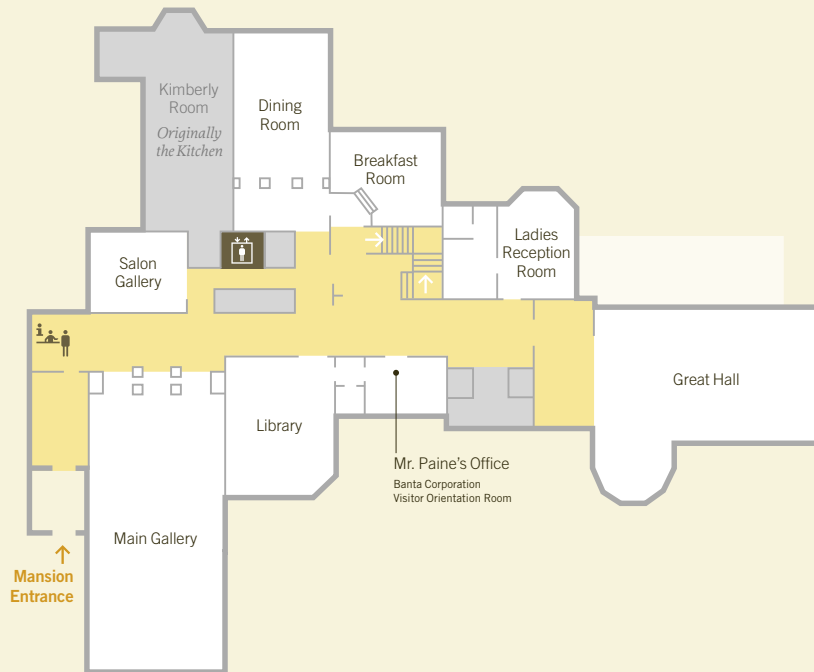 Kimberly
Room
Originally
the Kitchen
Dining
Room
Breakfast
Room
Ladies
Reception
Room
Salon
Gallery
Great Hall
Library
Mr. Paine's Office
Banta Corporation
Visitor Orientation Room
Main Gallery
Mansion
Entrance